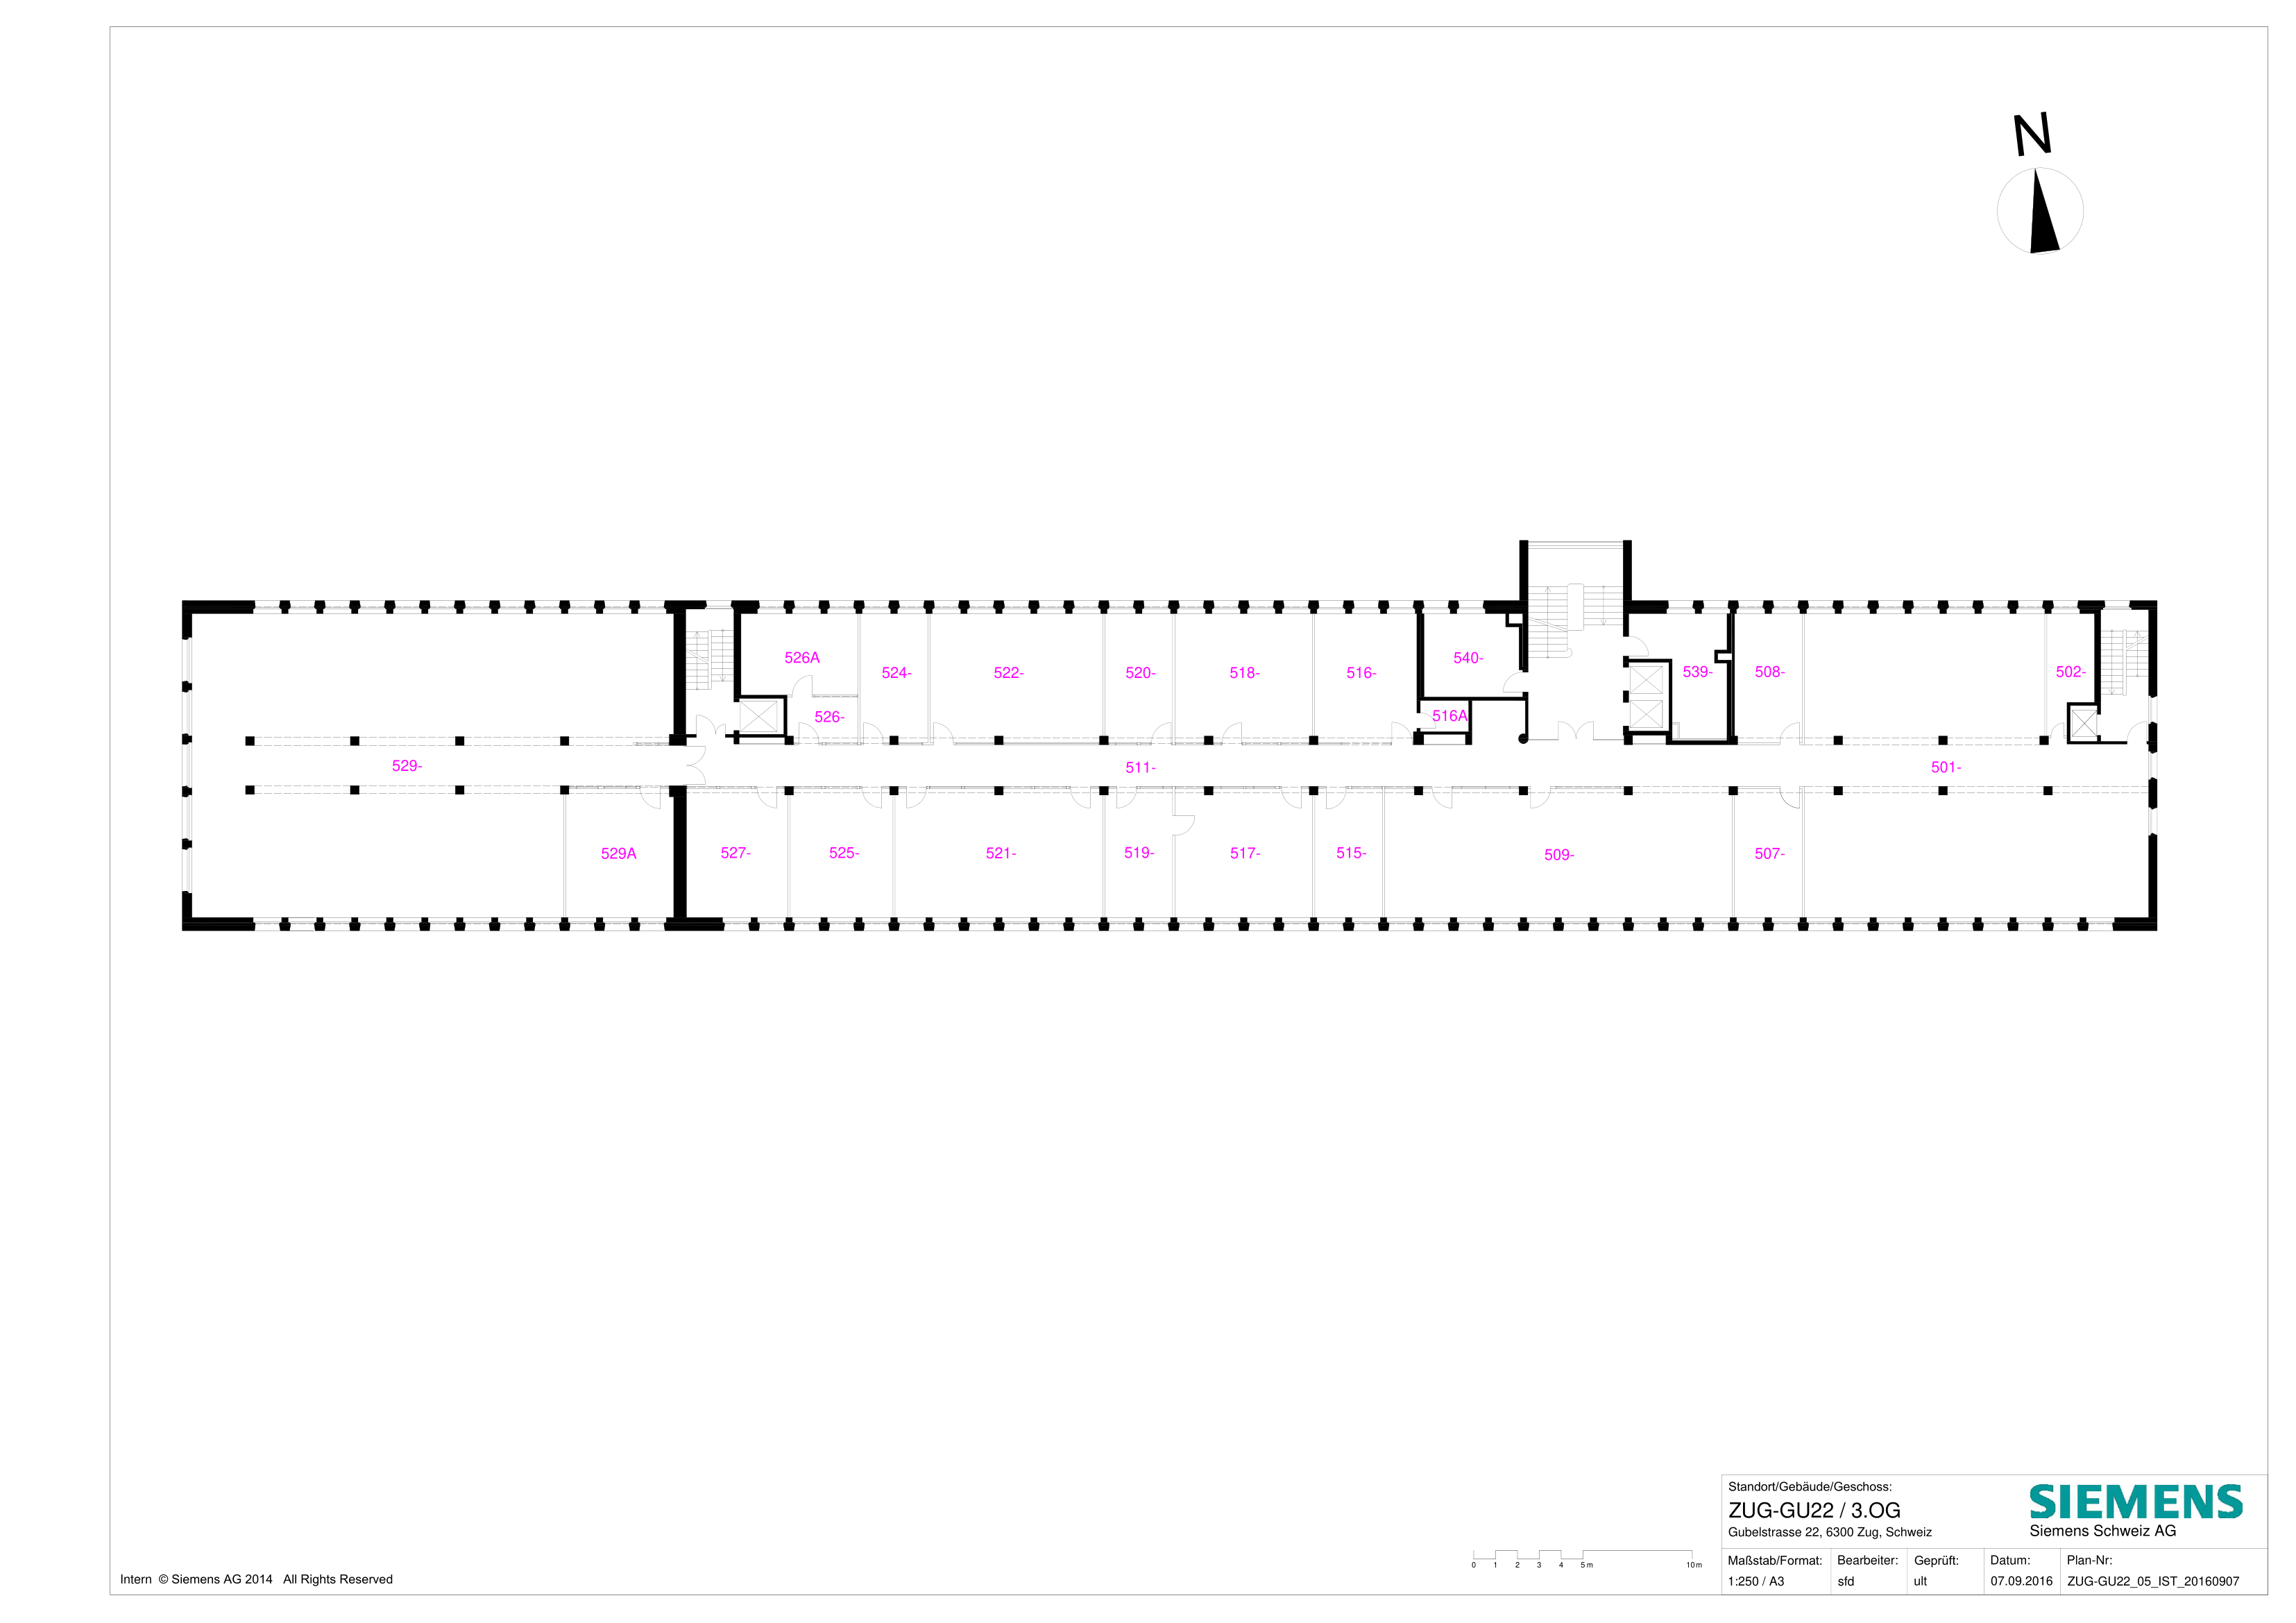 N
526A
524-
522-
520-
518-
516-
540-
539-
508-
502-
526-
516A
529-
511-
501-
529A
527-
525-
521-
519-
517-
515-
509-
507-
Standort/Gebäude/Geschoss:
ZUG-GU22 / 3.OG
Gubelstrasse 22, 6300 Zug, Schweiz
SIEMENS
Siemens Schweiz AG
Maßstab/Format: Bearbeiter: Geprüft: Datum: Plan-Nr:
1:250 / A3 sfd ult 07.09.2016 ZUG-GU22_05_IST_20160907
0 1 2 3 4 5 m 10 m
Intern © Siemens AG 2014 All Rights Reserved